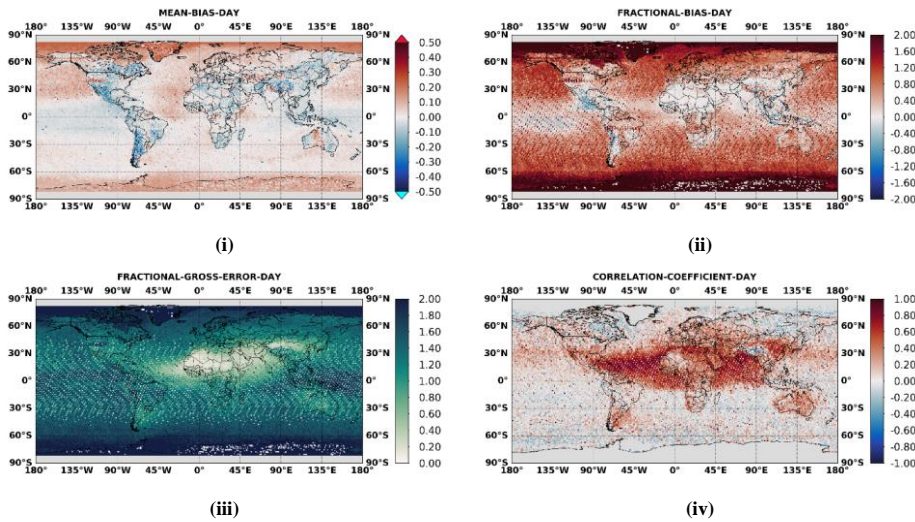 MEAN-BIAS-DAY
180° 135°W 90°W 45°W 0° 45°E 90°E 135°E 180°
90°N 90°N
60°N 60°N
30°N 30°N
0° 0°
30°S 30°S
60°S 60°S
90°S 90°S
180° 135°W 90°W 45°W 0° 45°E 90°E 135°E 180°
0.50
0.40
0.30
0.20
0.10
0.00
-0.10
-0.20
-0.30
-0.40
-0.50
(i)
FRACTIONAL-BIAS-DAY
180° 135°W 90°W 45°W 0° 45°E 90°E 135°E 180°
90°N 90°N
60°N 60°N
30°N 30°N
0° 0°
30°S 30°S
60°S 60°S
90°S 90°S
180° 135°W 90°W 45°W 0° 45°E 90°E 135°E 180°
2.00
1.60
1.20
0.80
0.40
0.00
-0.40
-0.80
-1.20
-1.60
-2.00
(ii)
FRACTIONAL-GROSS-ERROR-DAY
180° 135°W 90°W 45°W 0° 45°E 90°E 135°E 180°
90°N 90°N
60°N 60°N
30°N 30°N
0° 0°
30°S 30°S
60°S 60°S
90°S 90°S
180° 135°W 90°W 45°W 0° 45°E 90°E 135°E 180°
2.00
1.80
1.60
1.40
1.20
1.00
0.80
0.60
0.40
0.20
0.00
(iii)
CORRELATION-COEFFICIENT-DAY
180° 135°W 90°W 45°W 0° 45°E 90°E 135°E 180°
90°N 90°N
60°N 60°N
30°N 30°N
0° 0°
30°S 30°S
60°S 60°S
90°S 90°S
180° 135°W 90°W 45°W 0° 45°E 90°E 135°E 180°
1.00
0.80
0.60
0.40
0.20
0.00
-0.20
-0.40
-0.60
-0.80
-1.00
(iv)